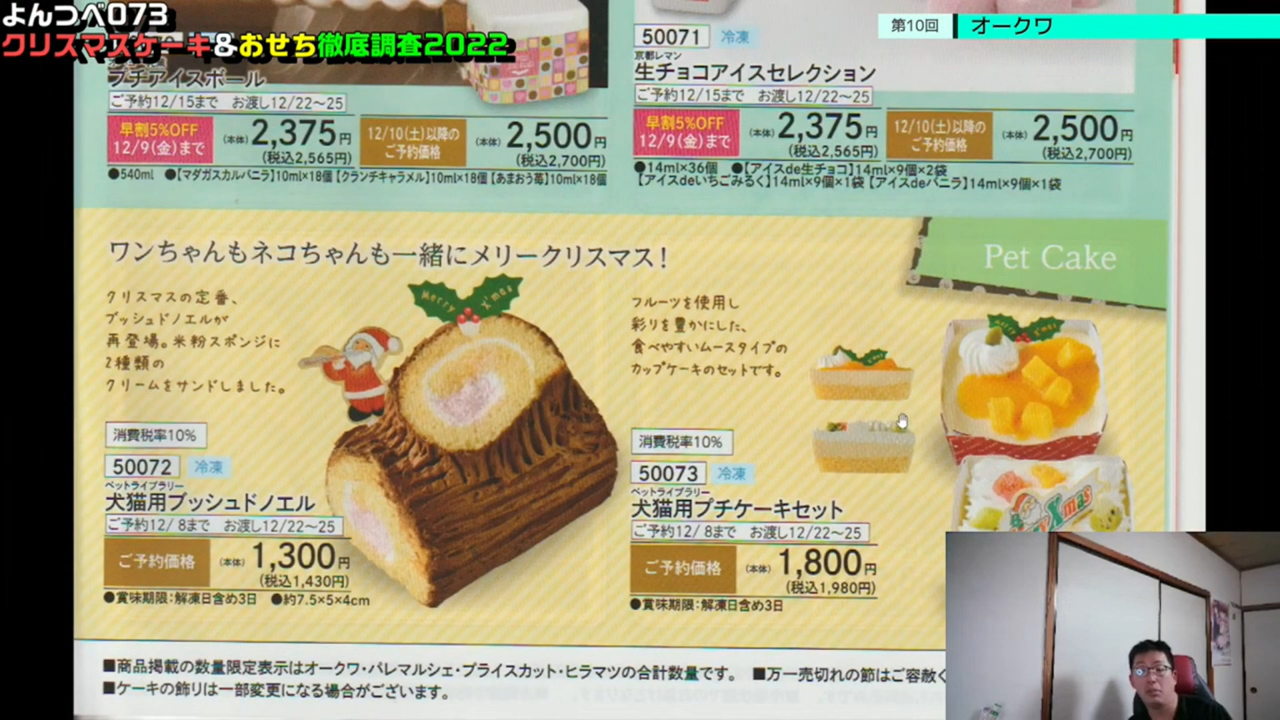 よんつべ073
クリスマスケーキ&おせち徹底調査2022
第10回 オークワ
プチアイスボール
ご予約12/15まで お渡し12/22〜25
早割5%OFF
12/9(金)まで
(本体)2,375円
(税込2,565円)
12/10(土)以降の
ご予約価格
(本体)2,500円
(税込2,700円)
●540ml ●【マダガスカルバニラ】10ml×18個【クランチキャラメル】10ml×18個【あまおう苺】10ml×18個
50071 冷凍
京都レマン
生チョコアイスセレクション
ご予約12/15まで お渡し12/22〜25
早割5%OFF
12/9(金)まで
(本体)2,375円
(税込2,565円)
12/10(土)以降の
ご予約価格
(本体)2,500円
(税込2,700円)
●14ml×36個 ●【アイスde生チョコ】14ml×9個×2袋
【アイスdeいちごみるく】14ml×9個×1袋【アイスdeバニラ】14ml×9個×1袋
ワンちゃんもネコちゃんも一緒にメリークリスマス!
Pet Cake
クリスマスの定番、
ブッシュドノエルが
再登場。米粉スポンジに
2種類の
クリームをサンドしました。
Merry X'mas
消費税率10%
50072 冷凍
ペットライブラリー
犬猫用ブッシュドノエル
ご予約12/8まで お渡し12/22〜25
ご予約価格
(本体)1,300円
(税込1,430円)
●賞味期限:解凍日含め3日 ●約7.5×5×4cm
フルーツを使用し
彩りを豊かにした、
食べやすいムースタイプの
カップケーキのセットです。
消費税率10%
50073 冷凍
ペットライブラリー
犬猫用プチケーキセット
ご予約12/8まで お渡し12/22〜25
ご予約価格
(本体)1,800円
(税込1,980円)
●賞味期限:解凍日含め3日
■商品掲載の数量限定表示はオークワ・パレマルシェ・プライスカット・ヒラマツの合計数量です。 ■万一売切れの節はご容赦く
■ケーキの飾りは一部変更になる場合がございます。